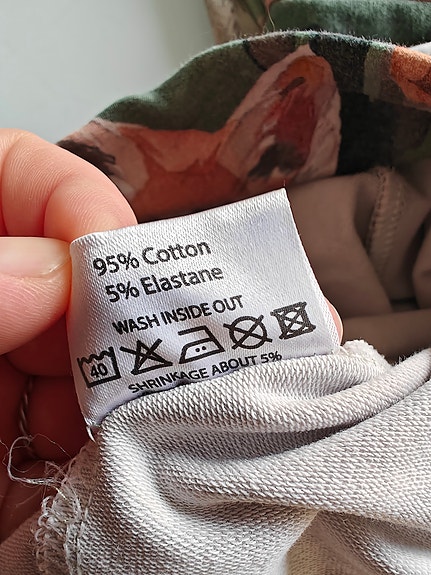 95% Cotton
5% Elastane
WASH INSIDE OUT
40
SHRINKAGE ABOUT 5%